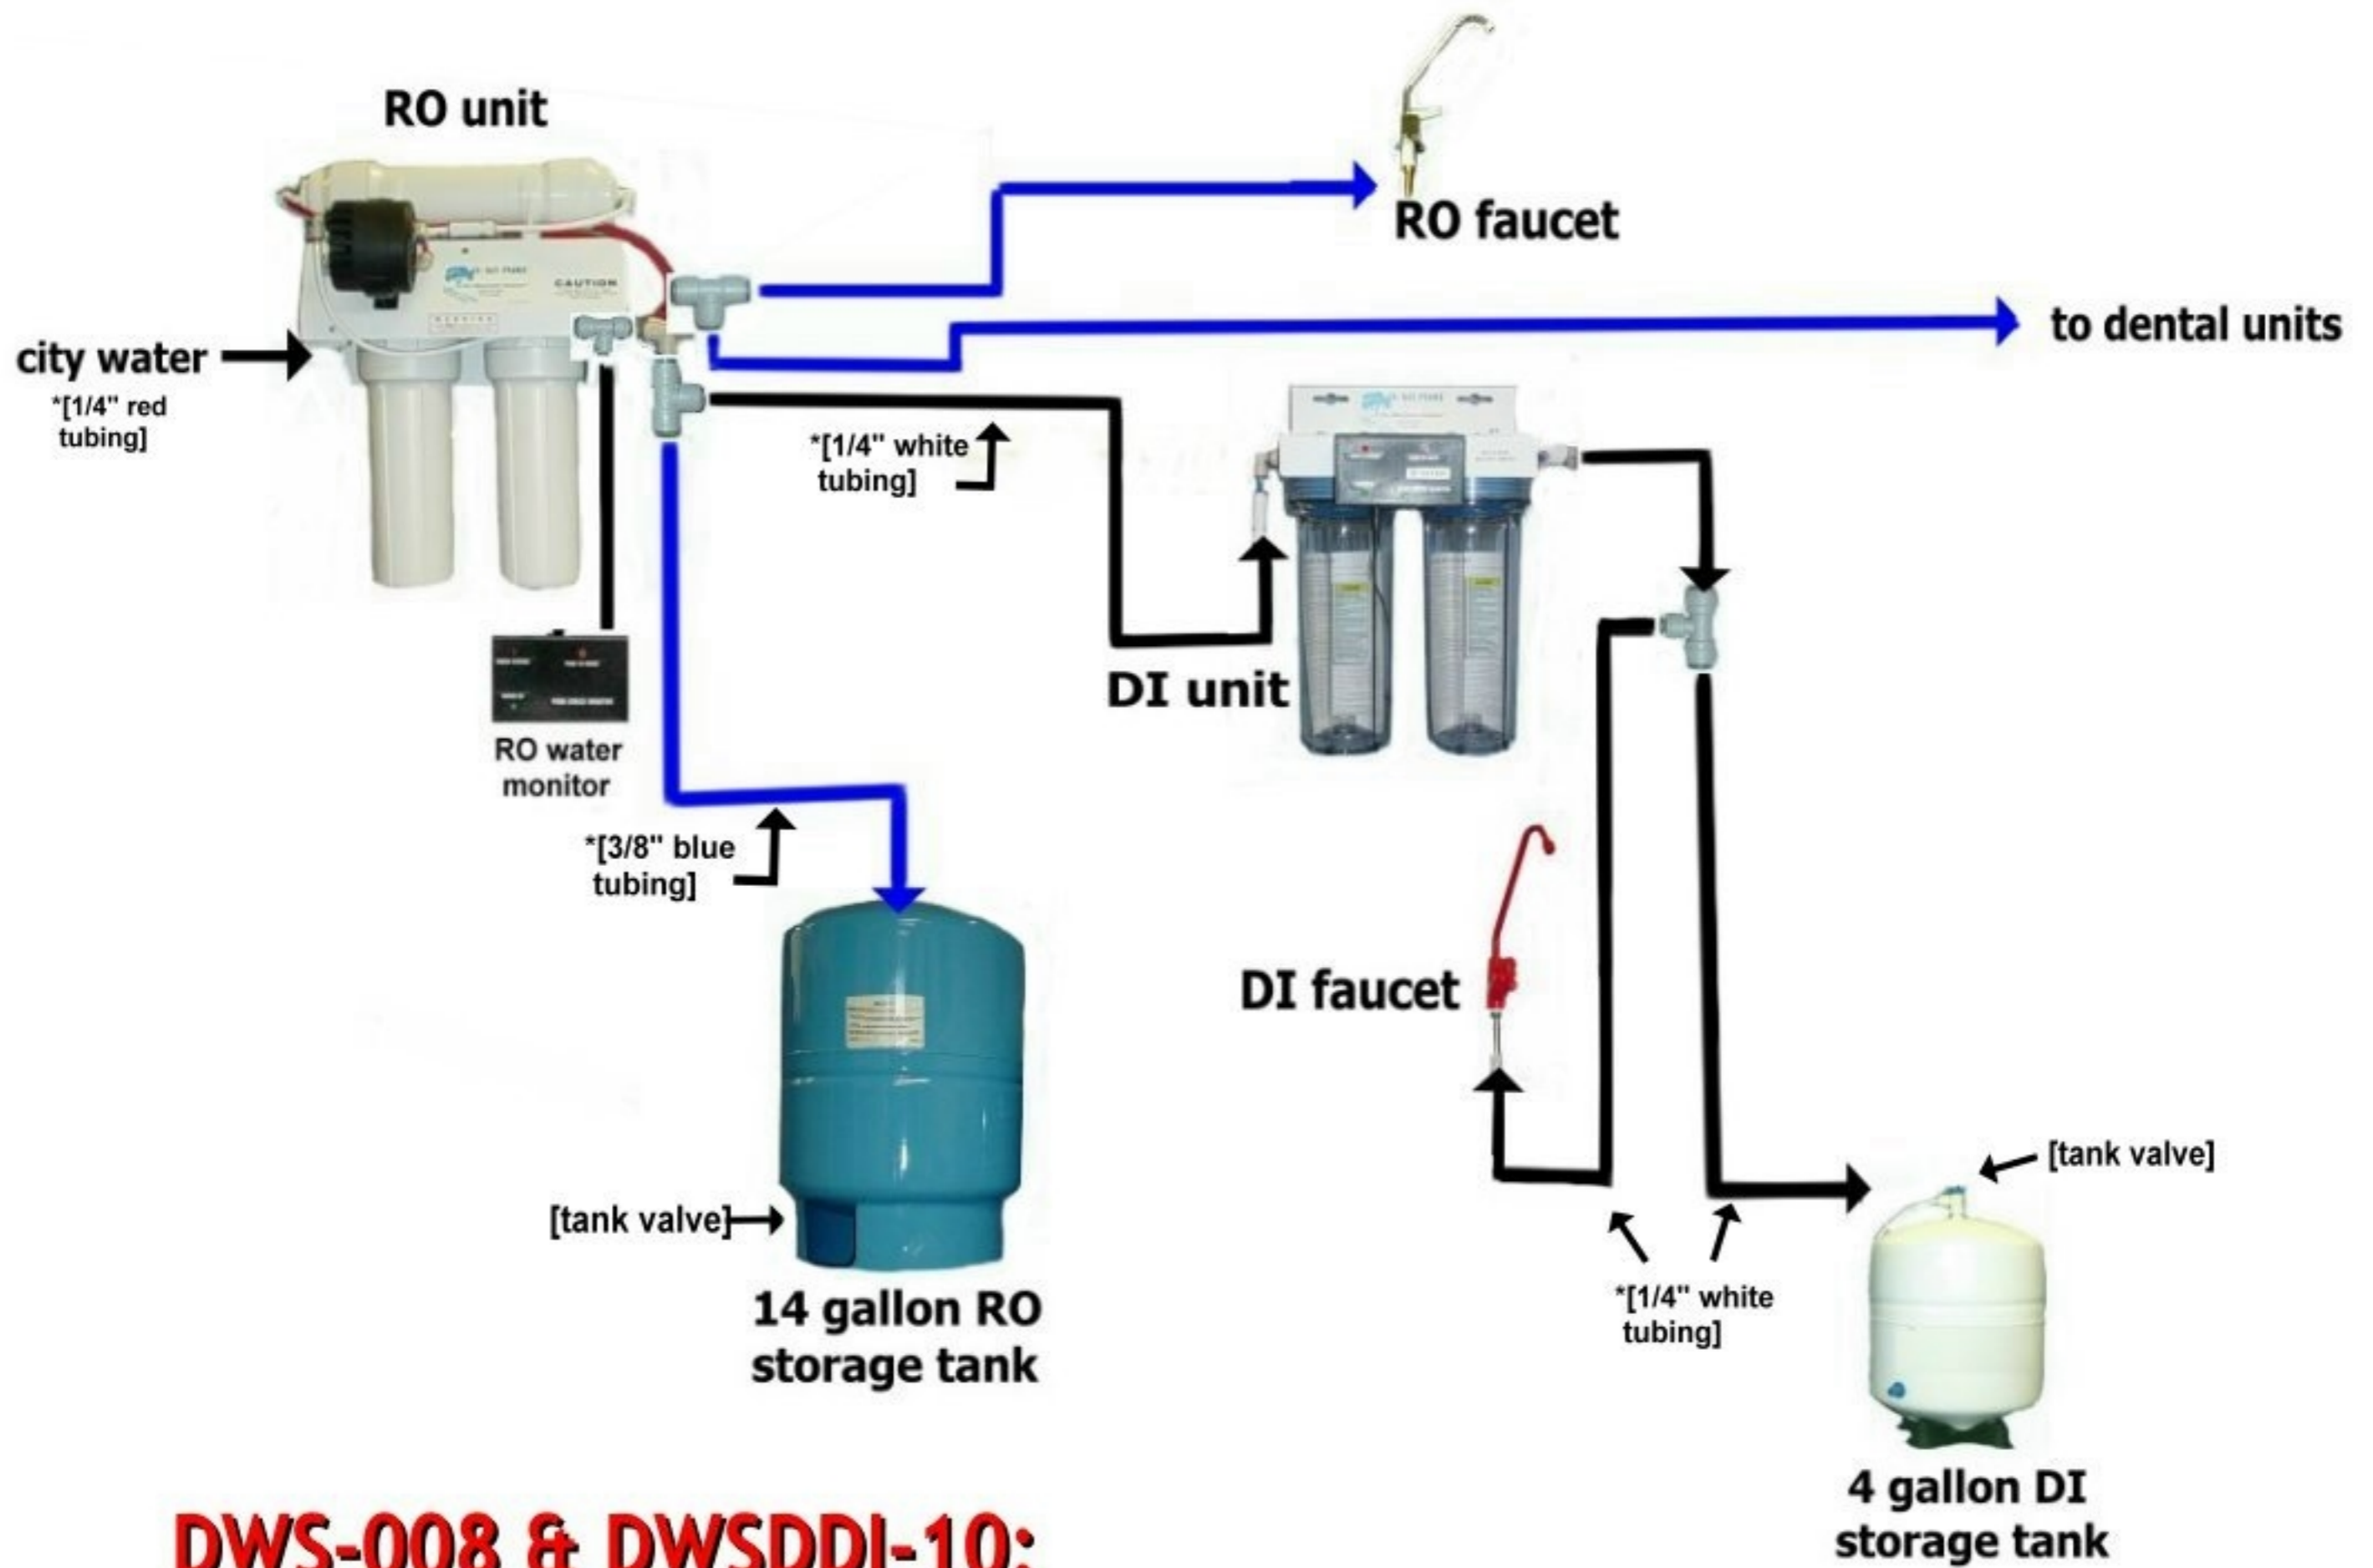 RO unit
RO faucet
to dental units
city water
*[1/4" red
tubing]
CAUTION
*[1/4" white
tubing]
DI unit
RO water
monitor
*[3/8" blue
tubing]
DI faucet
[tank valve]
[tank valve]
14 gallon RO
storage tank
*[1/4" white
tubing]
4 gallon DI
storage tank
DWS-008 & DWSDDI-10: